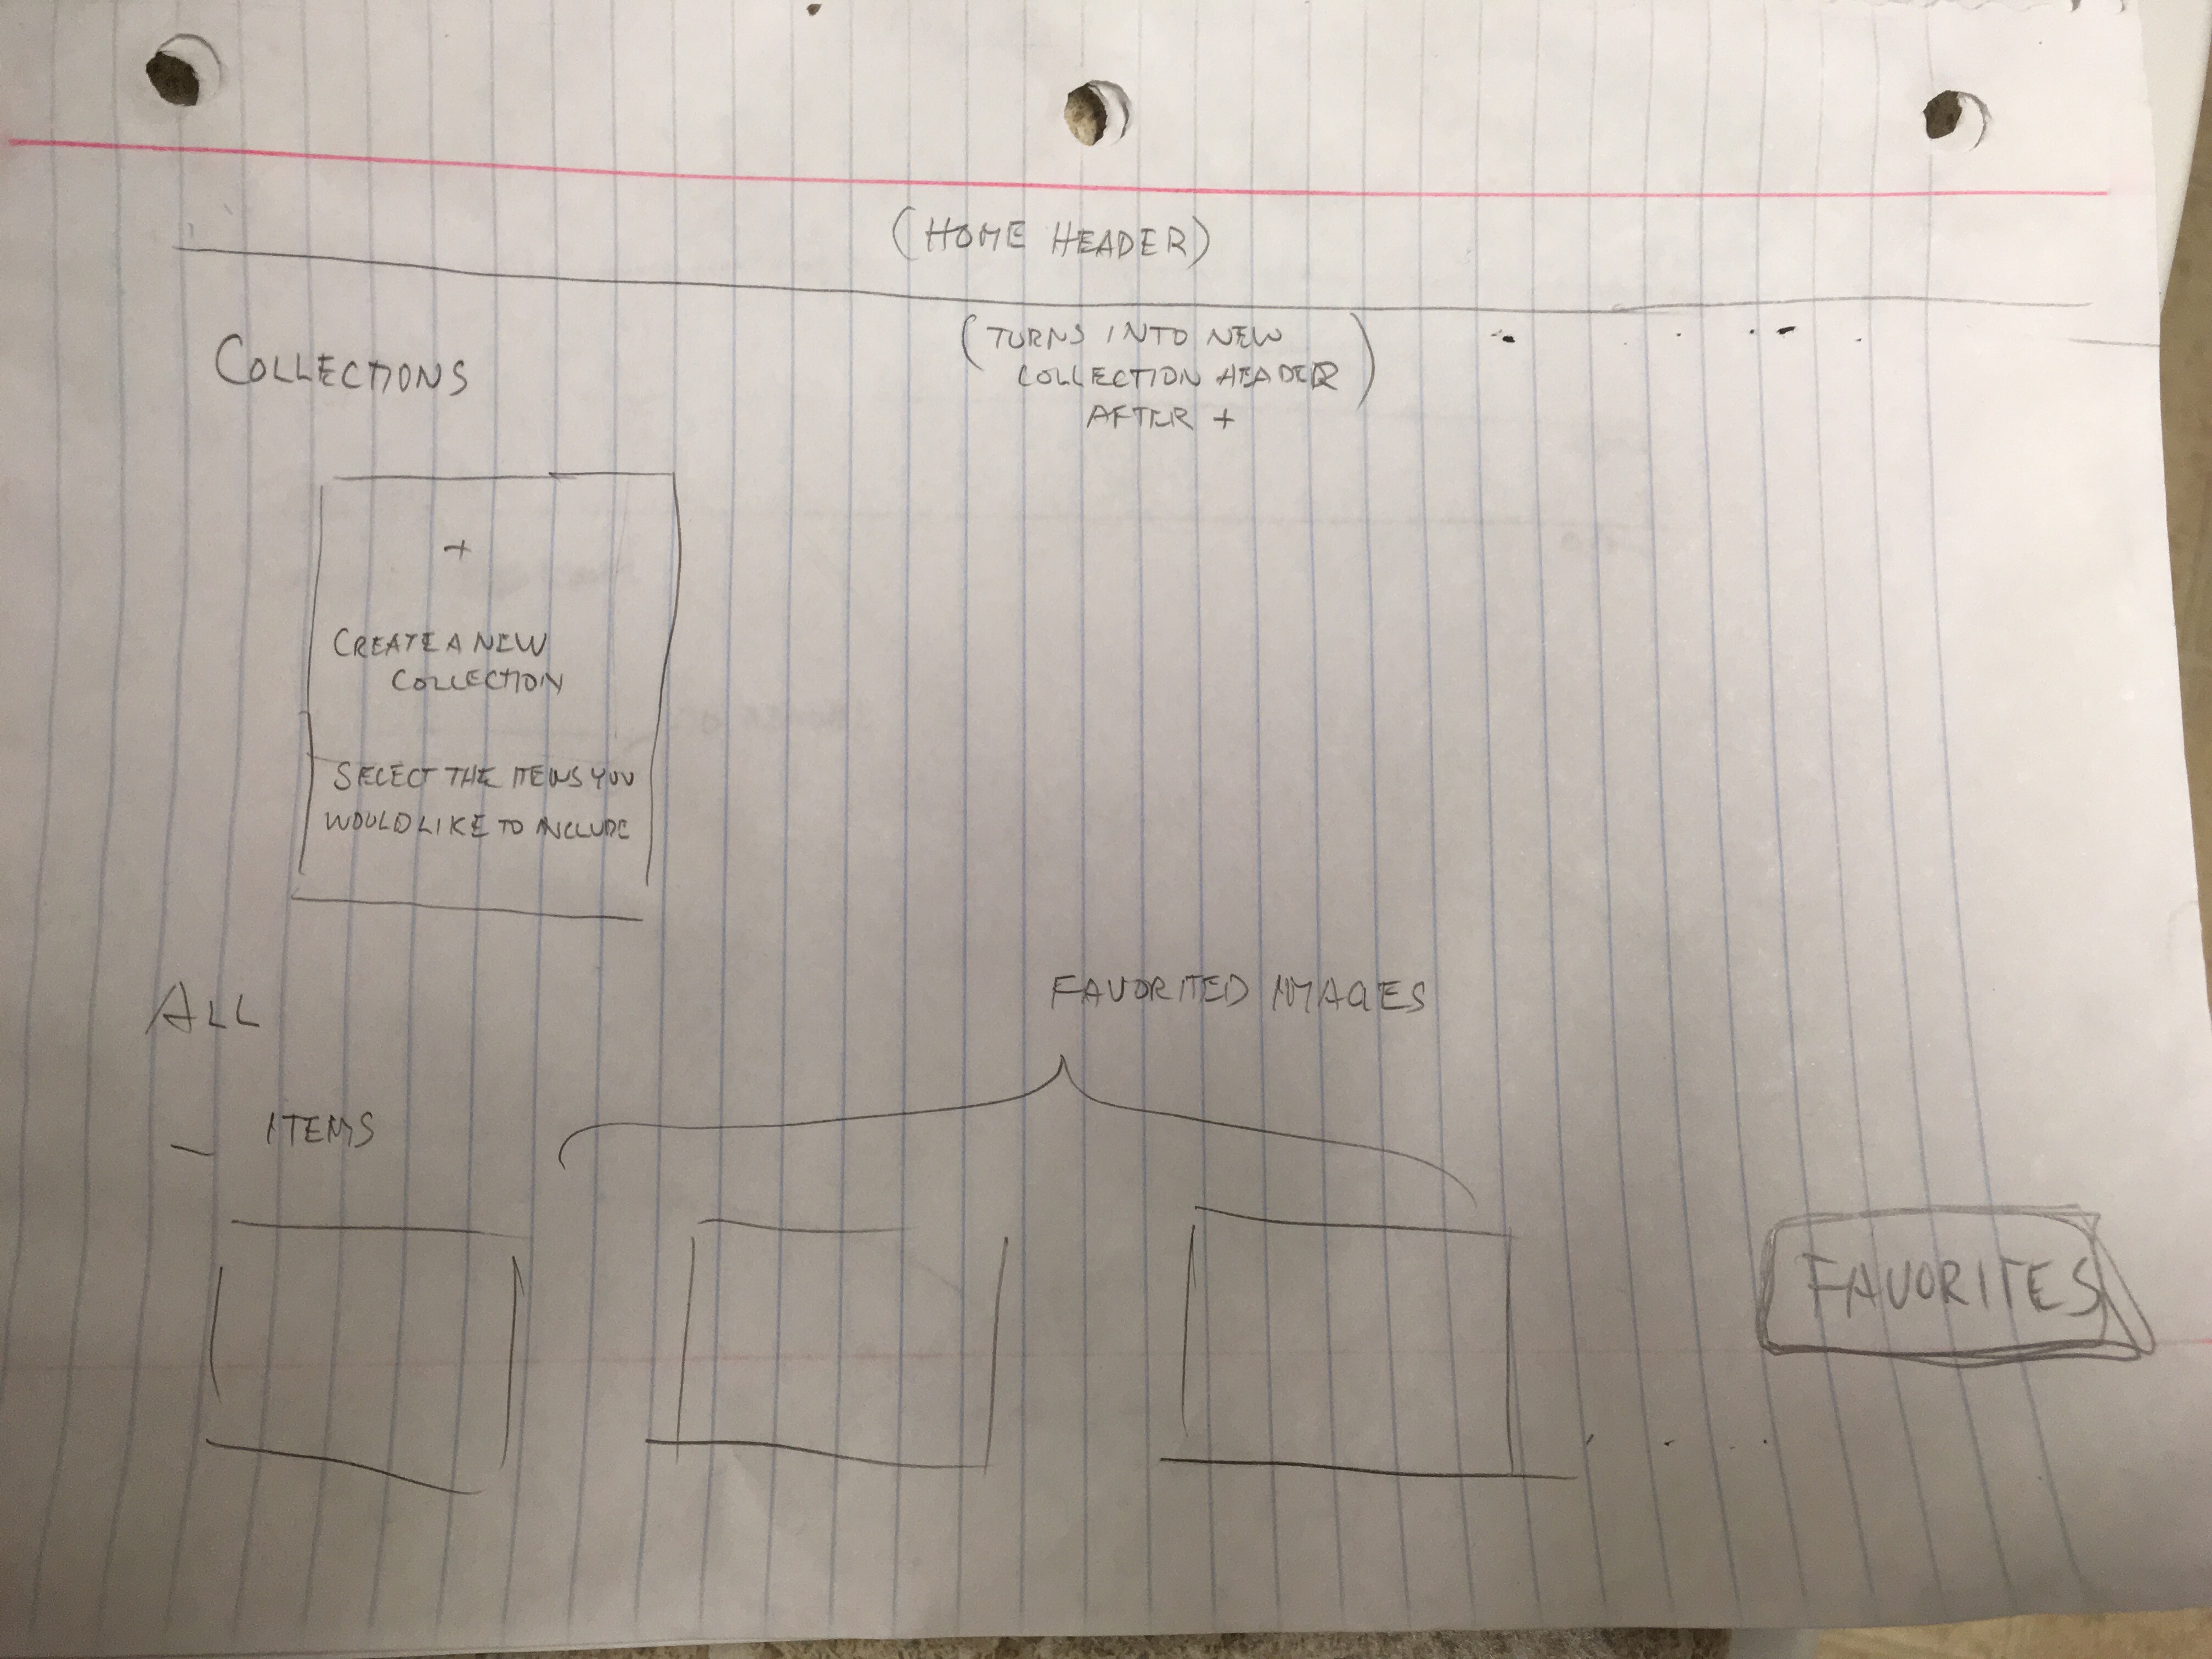 (HOME HEADER)
COLLECTIONS
(TURNS INTO NEW
COLLECTION HEADER)
AFTER +
+
CREATE A NEW
COLLECTION
SELECT THE ITEMS YOU
WOULD LIKE TO INCLUDE
ALL
FAVORITED IMAGES
— ITEMS
FAVORITES